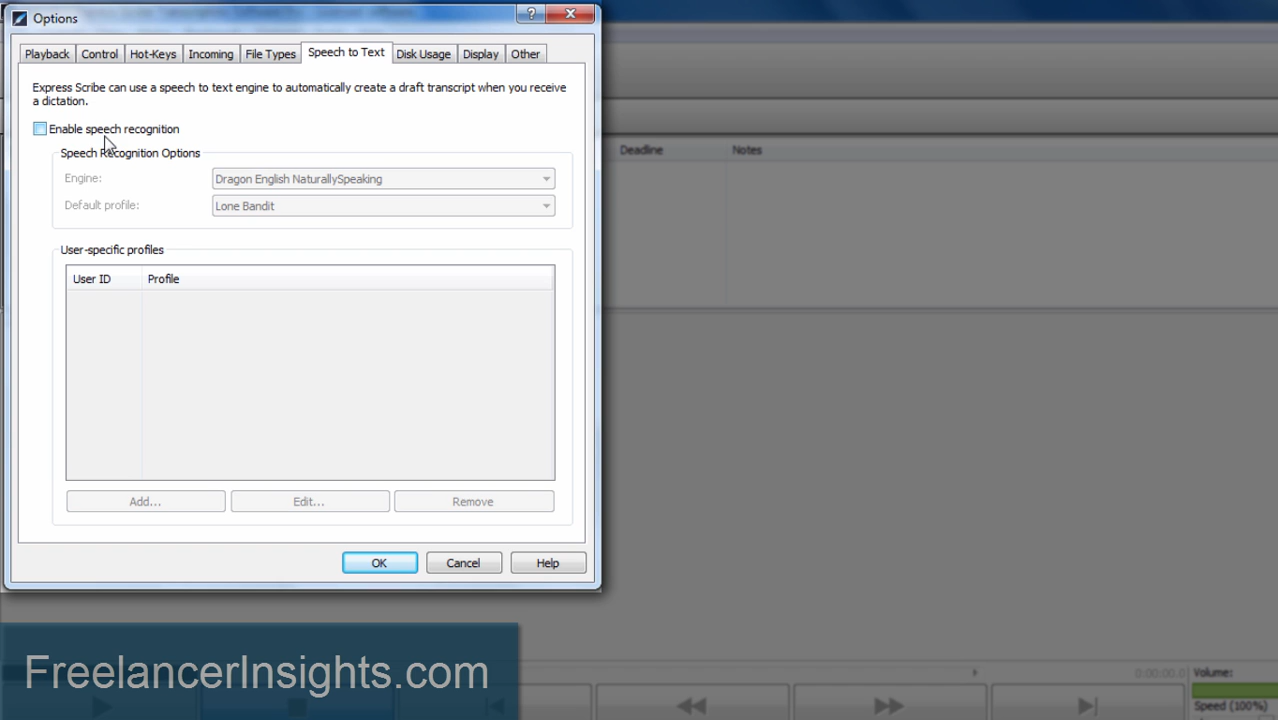 Options
Playback Control Hot-Keys Incoming File Types Speech to Text Disk Usage Display Other
Express Scribe can use a speech to text engine to automatically create a draft transcript when you receive
a dictation.
Enable speech recognition
Speech Recognition Options
Engine: Dragon English NaturallySpeaking
Default profile: Lone Bandit
User-specific profiles
User ID Profile
Add... Edit... Remove
OK Cancel Help
Deadline Notes
FreelancerInsights.com
0:00:00.0 Volume:
Speed (100%)